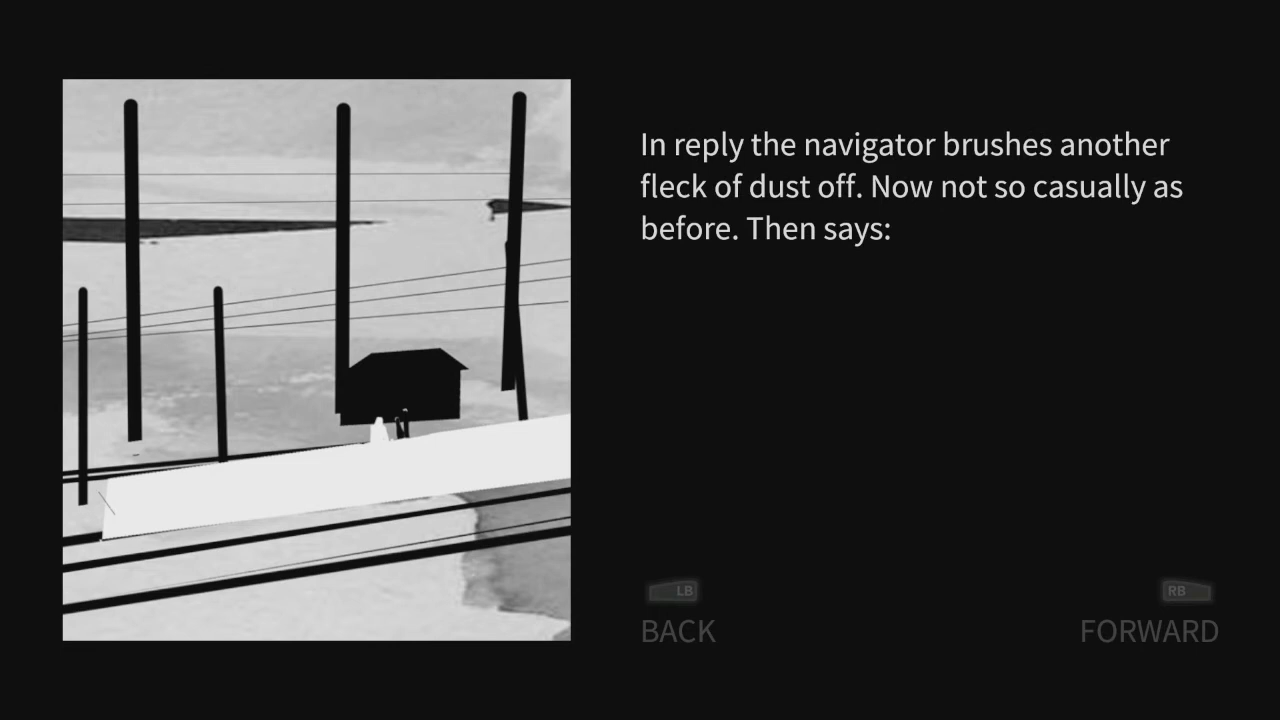 In reply the navigator brushes another
fleck of dust off. Now not so casually as
before. Then says:
LB
RB
BACK
FORWARD